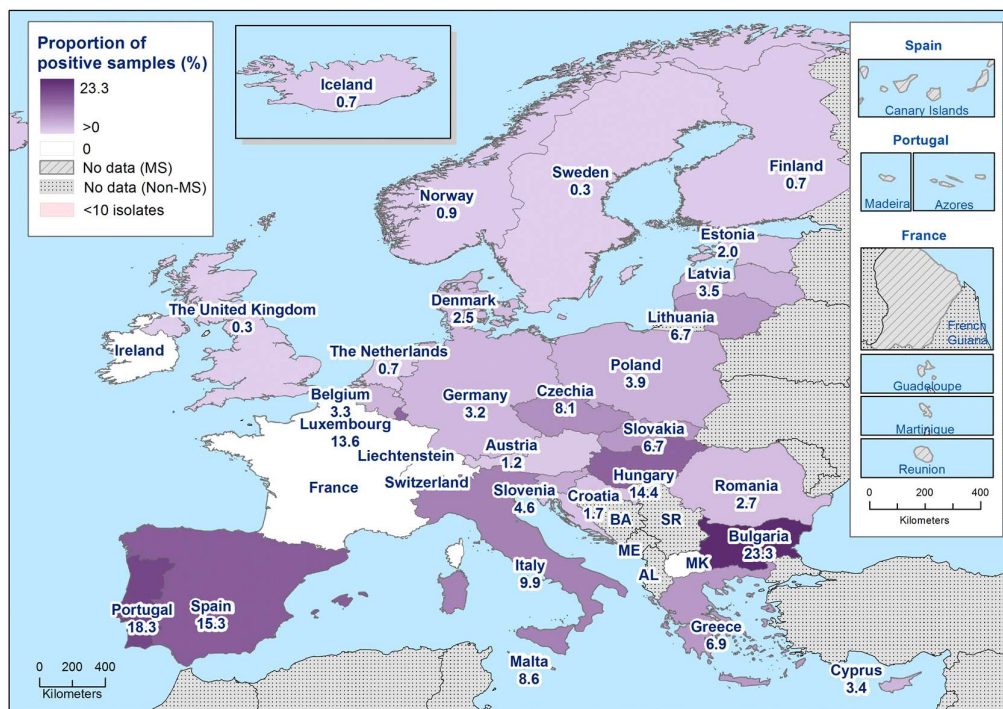 Proportion of
positive samples (%)
23.3
>0
0
No data (MS)
No data (Non-MS)
<10 isolates
Iceland
0.7
Norway
0.9
Sweden
0.3
Finland
0.7
Estonia
2.0
Latvia
3.5
Lithuania
6.7
Denmark
2.5
The United Kingdom
0.3
Ireland
The Netherlands
0.7
Belgium
3.3
Luxembourg
13.6
Germany
3.2
Poland
3.9
Czechia
8.1
Slovakia
6.7
Austria
1.2
Liechtenstein
Switzerland
France
Hungary
14.4
Slovenia
4.6
Croatia
1.7
Romania
2.7
BA
SR
ME
AL
MK
Bulgaria
23.3
Italy
9.9
Portugal
18.3
Spain
15.3
Malta
8.6
Greece
6.9
Cyprus
3.4
0 200 400
Kilometers
Spain
Canary Islands
Portugal
Madeira
Azores
France
French
Guiana
Guadeloupe
Martinique
Reunion
0 200 400
Kilometers